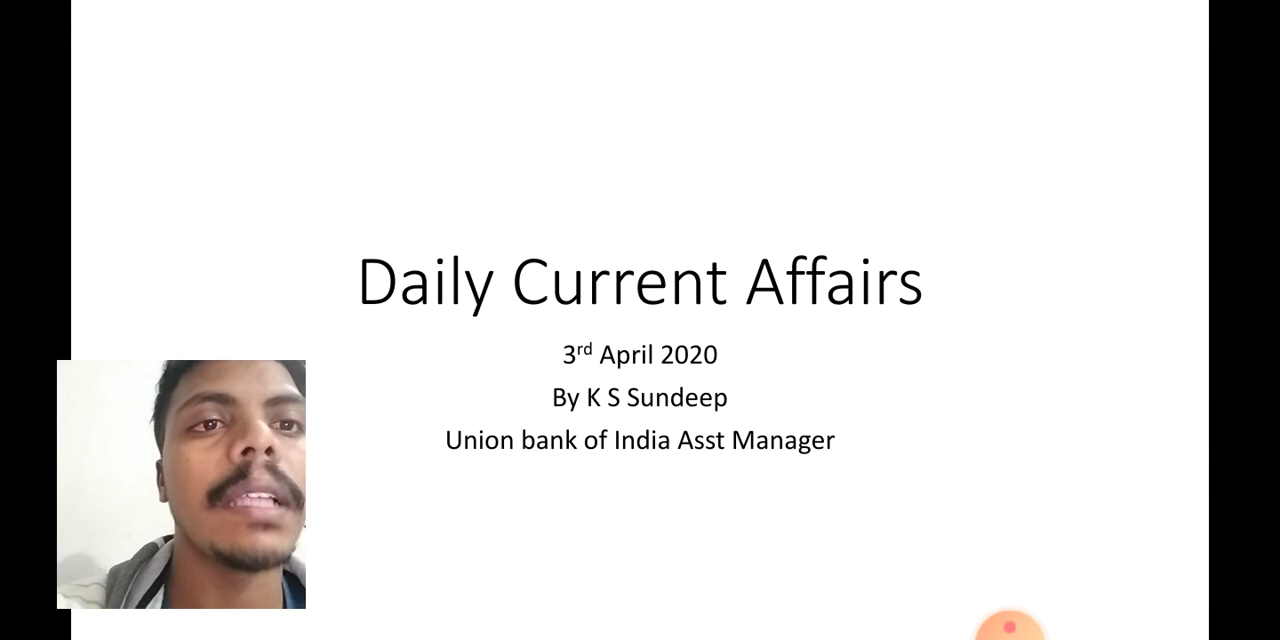 Daily Current Affairs
3rd April 2020
By K S Sundeep
Union bank of India Asst Manager